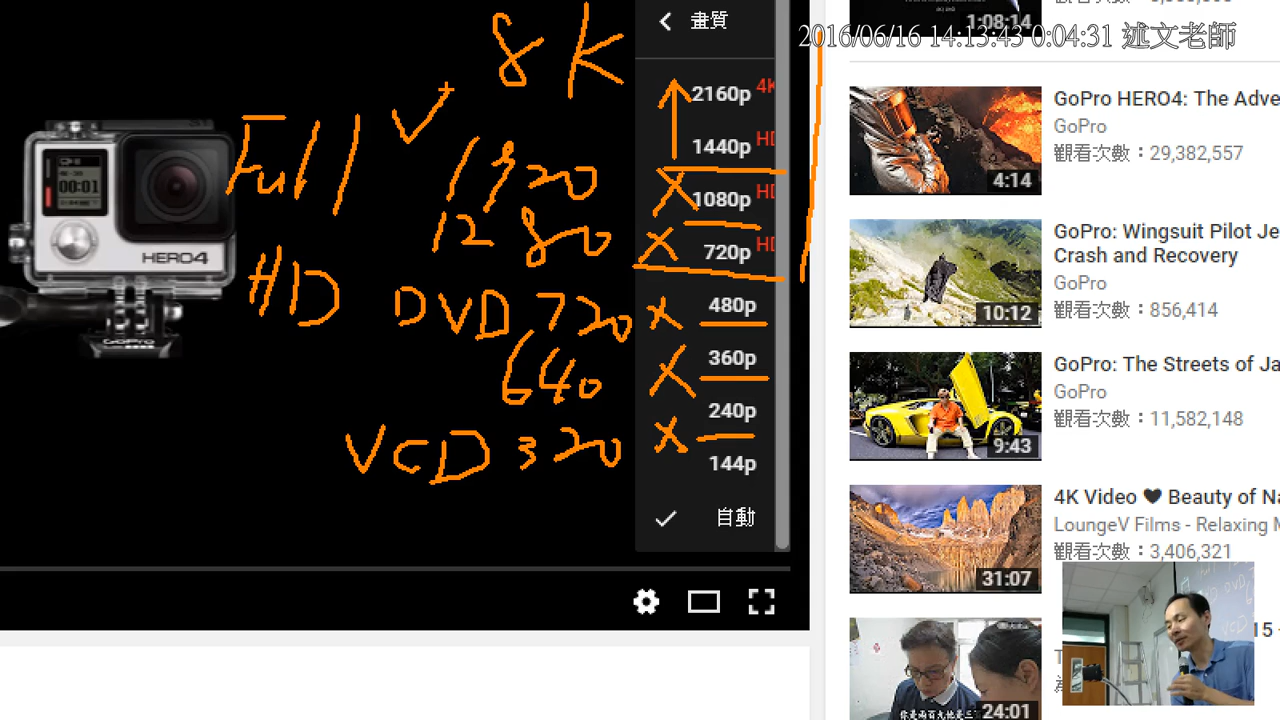 1:08:14
2016/06/16 14:13:43 0:04:31 述文老師
畫質
8K
2160p 4K
1440p HD
1080p HD
720p HD
480p
360p
240p
144p
自動
Full
HD
1920
1280
DVD 720
640
VCD 320
00:01
HERO4
GoPro
GoPro HERO4: The Adve
GoPro
觀看次數：29,382,557
4:14
GoPro: Wingsuit Pilot Je
Crash and Recovery
GoPro
觀看次數：856,414
10:12
GoPro: The Streets of Ja
GoPro
觀看次數：11,582,148
9:43
4K Video ❤ Beauty of Na
LoungeV Films - Relaxing M
觀看次數：3,406,321
31:07
15 -
24:01